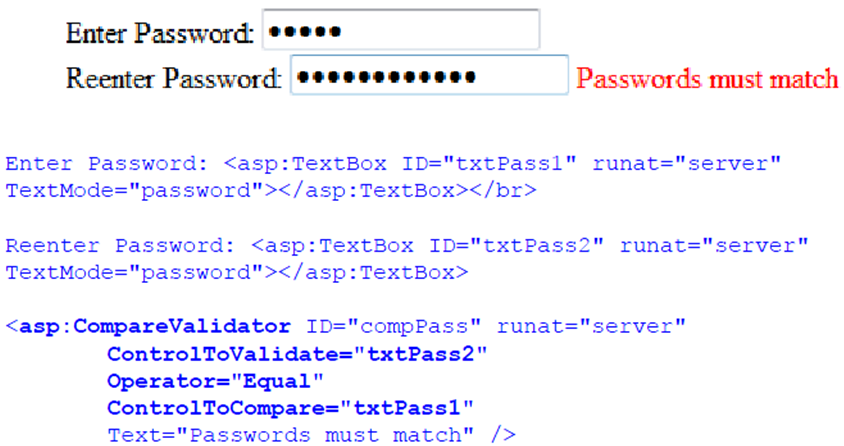 Enter Password: •••••
Reenter Password: •••••••••••• Passwords must match
Enter Password: <asp:TextBox ID="txtPass1" runat="server"
TextMode="password"></asp:TextBox></br>
Reenter Password: <asp:TextBox ID="txtPass2" runat="server"
TextMode="password"></asp:TextBox>
<asp:CompareValidator ID="compPass" runat="server"
ControlToValidate="txtPass2"
Operator="Equal"
ControlToCompare="txtPass1"
Text="Passwords must match" />